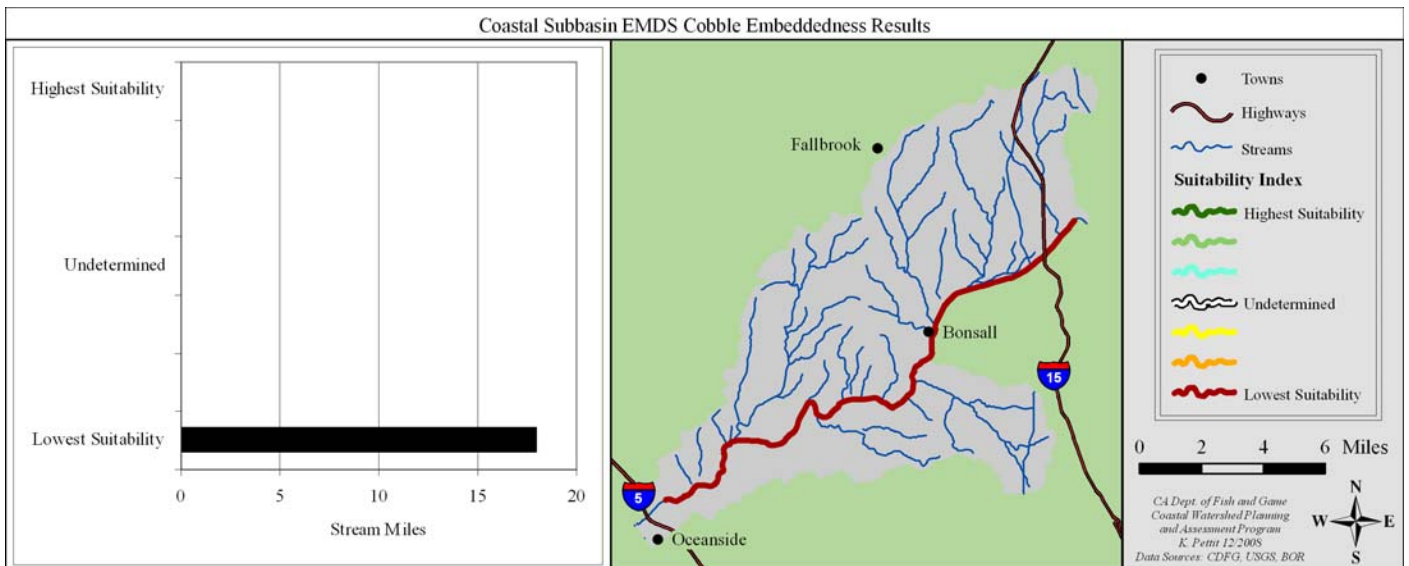 Coastal Subbasin EMDS Cobble Embeddedness Results
Highest Suitability
Undetermined
Lowest Suitability
0 5 10 15 20
Stream Miles
Fallbrook
Bonsall
15
5
Oceanside
Towns
Highways
Streams
Suitability Index
Highest Suitability
Undetermined
Lowest Suitability
0 2 4 6 Miles
CA Dept. of Fish and Game
Coastal Watershed Planning
and Assessment Program
K. Pettit 12/2008
Data Sources: CDFG, USGS, BOR
N
W E
S